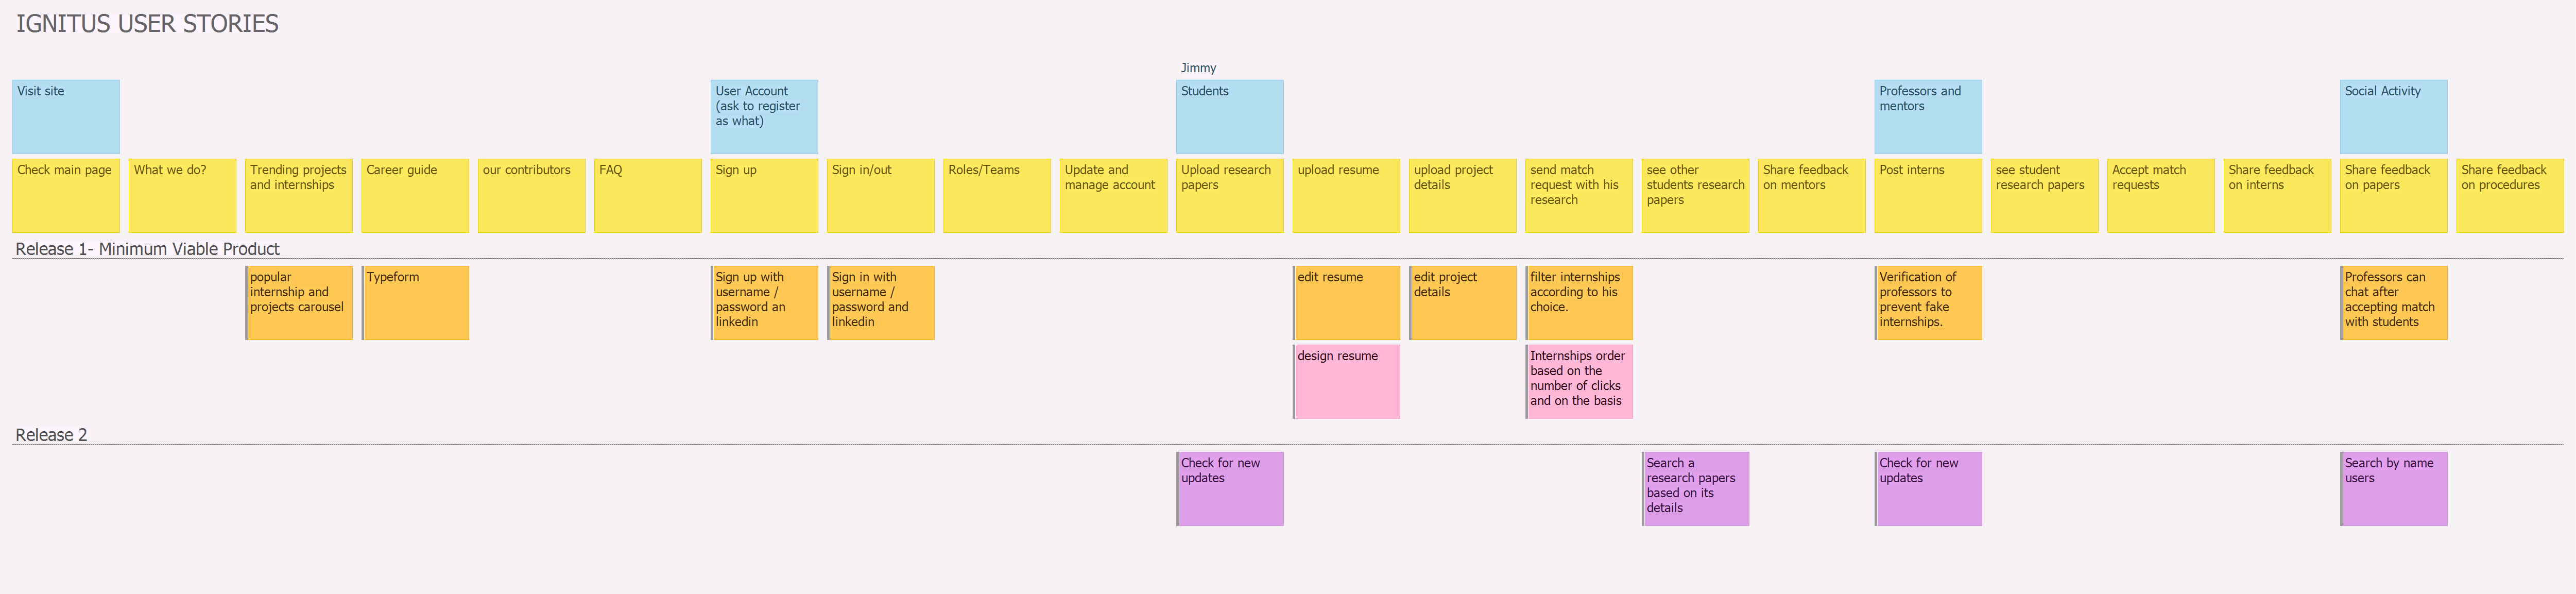 IGNITUS USER STORIES
Jimmy
Visit site
User Account
(ask to register
as what)
Students
Professors and
mentors
Social Activity
Check main page
What we do?
Trending projects
and internships
Career guide
our contributors
FAQ
Sign up
Sign in/out
Roles/Teams
Update and
manage account
Upload research
papers
upload resume
upload project
details
send match
request with his
research
see other
students research
papers
Share feedback
on mentors
Post interns
see student
research papers
Accept match
requests
Share feedback
on interns
Share feedback
on papers
Share feedback
on procedures
Release 1- Minimum Viable Product
popular
internship and
projects carousel
Typeform
Sign up with
username /
password an
linkedin
Sign in with
username /
password and
linkedin
edit resume
edit project
details
filter internships
according to his
choice.
Verification of
professors to
prevent fake
internships.
Professors can
chat after
accepting match
with students
design resume
Internships order
based on the
number of clicks
and on the basis
Release 2
Check for new
updates
Search a
research papers
based on its
details
Check for new
updates
Search by name
users